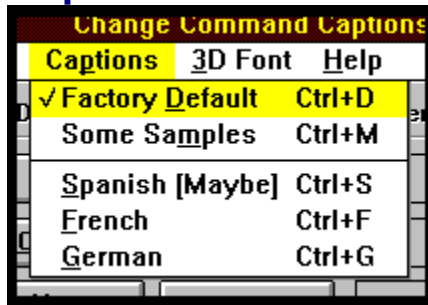 Change Command Captions
Captions 3D Font Help
✓ Factory Default Ctrl+D
Some Samples Ctrl+M
Spanish [Maybe] Ctrl+S
French Ctrl+F
German Ctrl+G